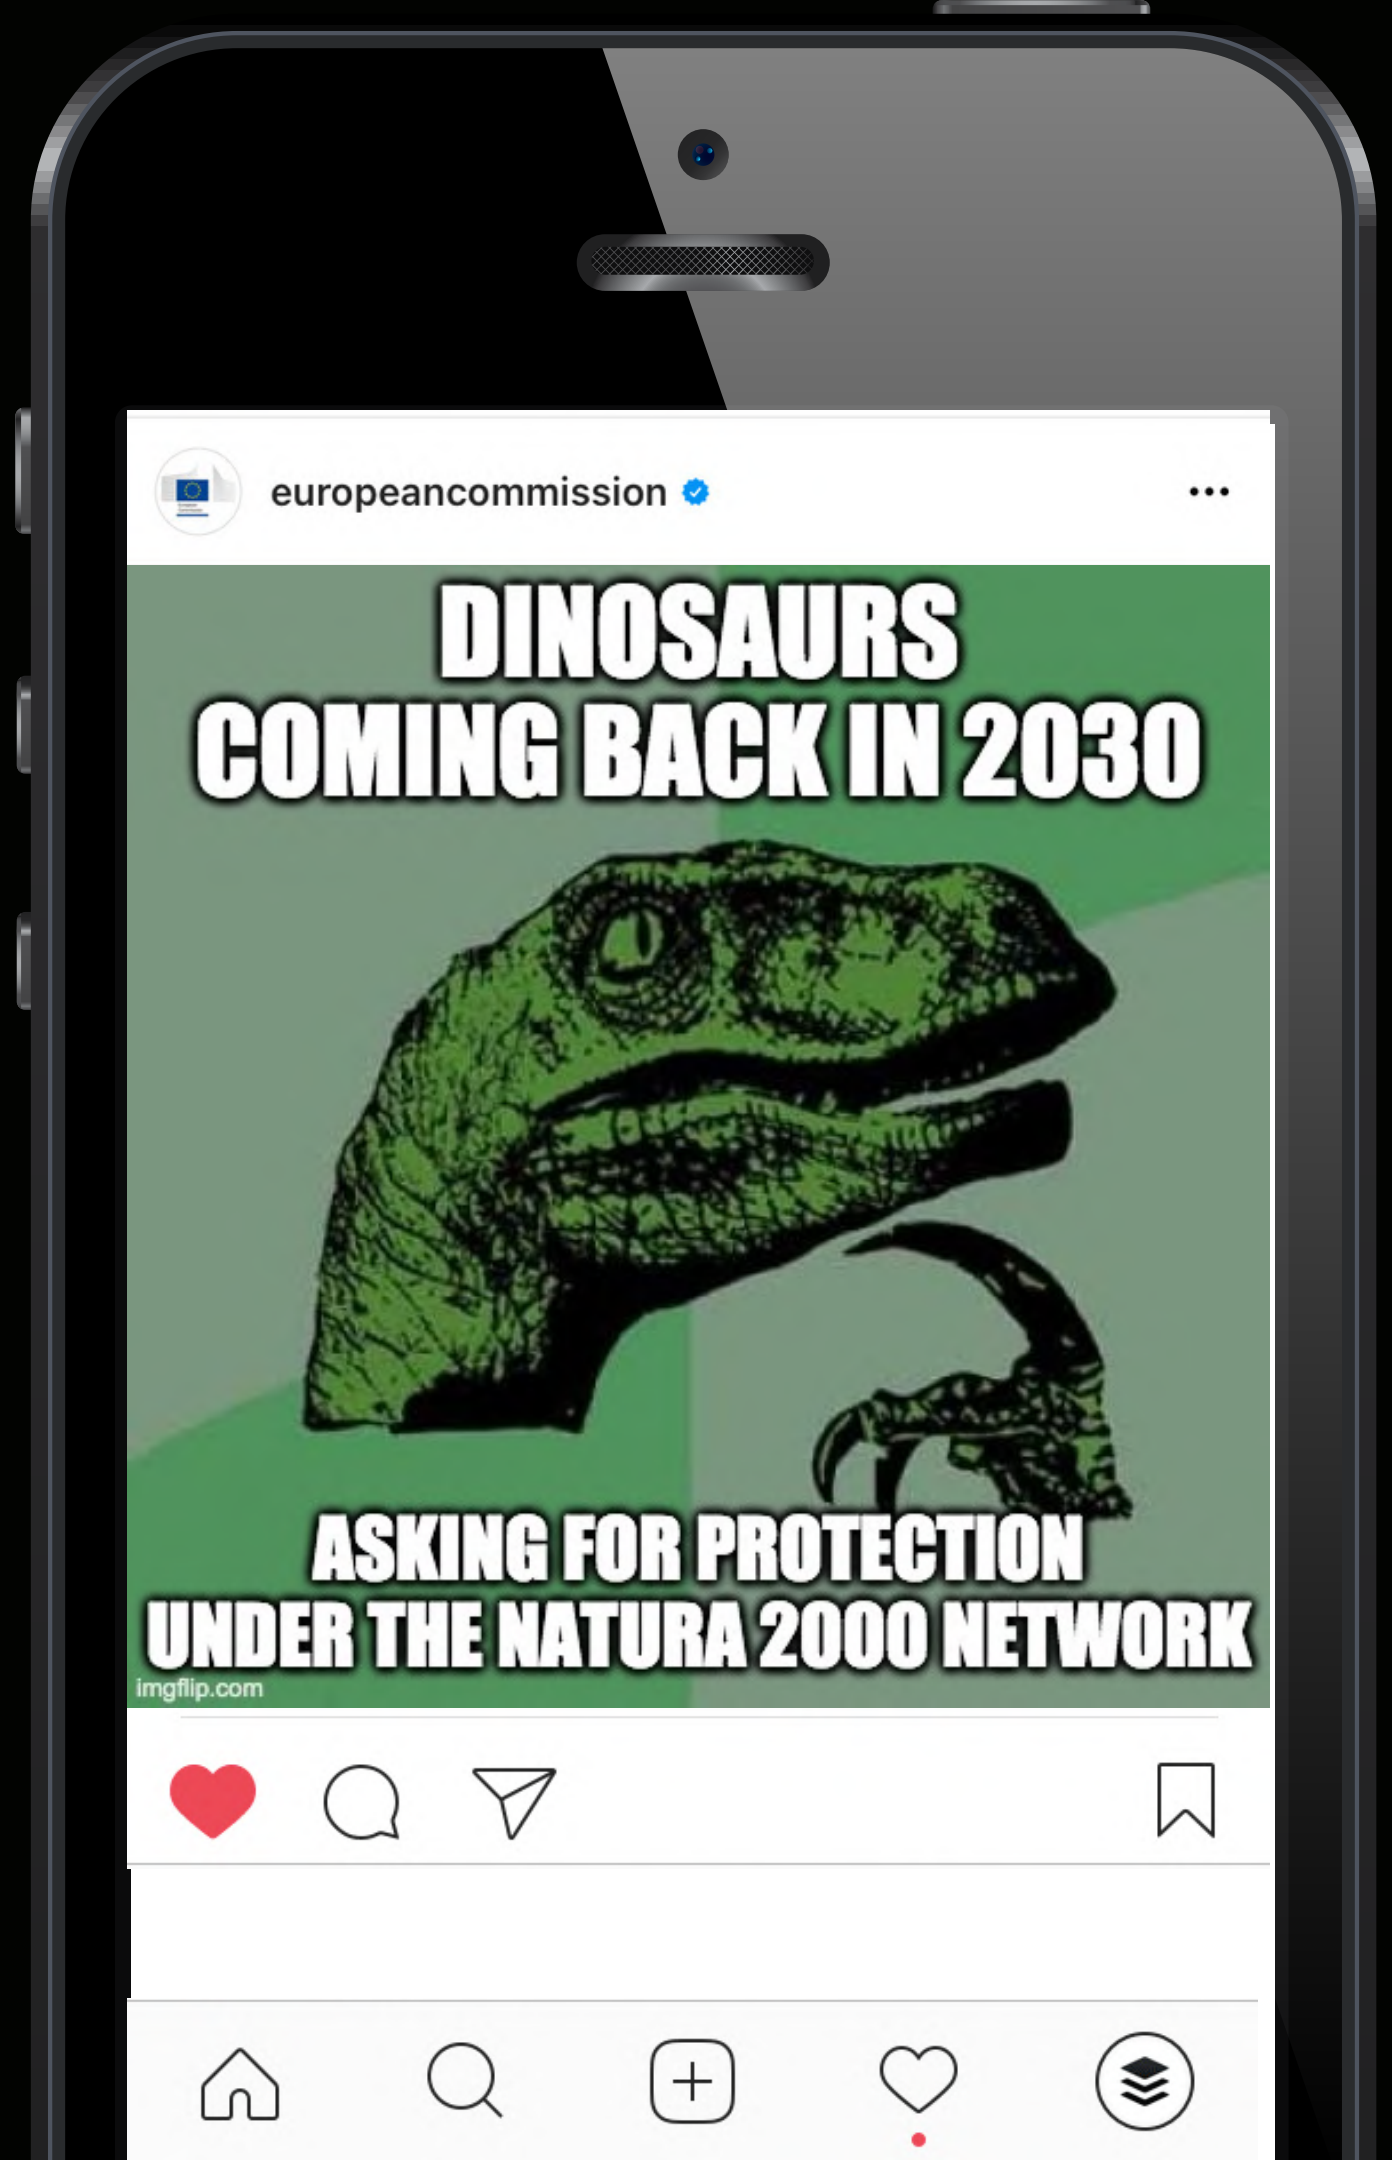 europeancommission
DINOSAURS
COMING BACK IN 2030
ASKING FOR PROTECTION
UNDER THE NATURA 2000 NETWORK
imgflip.com